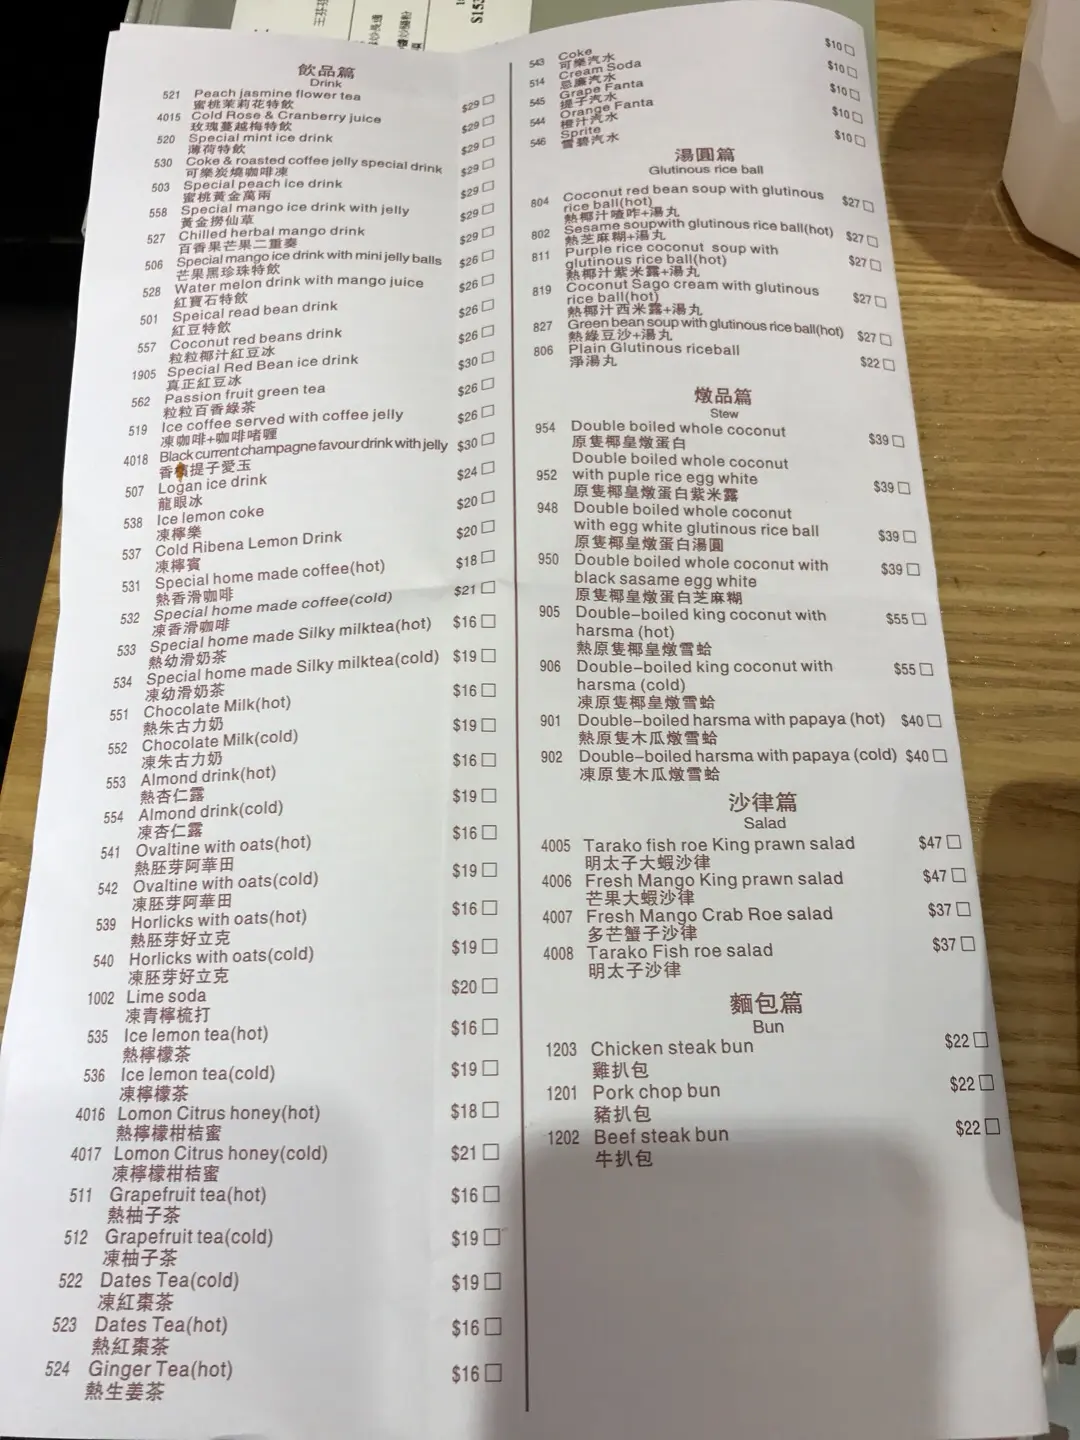 飲品篇
Drink
521 Peach jasmine flower tea $29
蜜桃茉莉花特飲
4015 Cold Rose & Cranberry juice $29
玫瑰蔓越梅特飲
520 Special mint ice drink $29
薄荷特飲
530 Coke & roasted coffee jelly special drink $29
可樂炭燒咖啡凍
503 Special peach ice drink $29
蜜桃黃金萬兩
558 Special mango ice drink with jelly $29
黃金撈仙草
527 Chilled herbal mango drink $29
百香果芒果二重奏
506 Special mango ice drink with mini jelly balls $26
芒果黑珍珠特飲
528 Water melon drink with mango juice $26
紅寶石特飲
501 Speical read bean drink $26
紅豆特飲
557 Coconut red beans drink $26
粒粒椰汁紅豆冰
1905 Special Red Bean ice drink $30
真正紅豆冰
562 Passion fruit green tea $26
粒粒百香綠茶
519 Ice coffee served with coffee jelly $26
凍咖啡+咖啡啫喱
4018 Black current champagne favour drink with jelly $30
香檳提子愛玉
507 Logan ice drink $24
龍眼冰
538 Ice lemon coke $20
凍檸樂
537 Cold Ribena Lemon Drink $20
凍檸賓
531 Special home made coffee(hot) $18
熱香滑咖啡
532 Special home made coffee(cold) $21
凍香滑咖啡
533 Special home made Silky milktea(hot) $16
熱幼滑奶茶
534 Special home made Silky milktea(cold) $19
凍幼滑奶茶
551 Chocolate Milk(hot) $16
熱朱古力奶
552 Chocolate Milk(cold) $19
凍朱古力奶
553 Almond drink(hot) $16
熱杏仁露
554 Almond drink(cold) $19
凍杏仁露
541 Ovaltine with oats(hot) $16
熱胚芽阿華田
542 Ovaltine with oats(cold) $19
凍胚芽阿華田
539 Horlicks with oats(hot) $16
熱胚芽好立克
540 Horlicks with oats(cold) $19
凍胚芽好立克
1002 Lime soda $20
凍青檸梳打
535 Ice lemon tea(hot) $16
熱檸檬茶
536 Ice lemon tea(cold) $19
凍檸檬茶
4016 Lomon Citrus honey(hot) $18
熱檸檬柑桔蜜
4017 Lomon Citrus honey(cold) $21
凍檸檬柑桔蜜
511 Grapefruit tea(hot) $16
熱柚子茶
512 Grapefruit tea(cold) $19
凍柚子茶
522 Dates Tea(cold) $19
凍紅棗茶
523 Dates Tea(hot) $16
熱紅棗茶
524 Ginger Tea(hot) $16
熱生姜茶
543 Coke $10
可樂汽水
514 Cream Soda $10
忌廉汽水
545 Grape Fanta $10
提子汽水
544 Orange Fanta $10
橙汁汽水
546 Sprite $10
雪碧汽水
湯圓篇
Glutinous rice ball
804 Coconut red bean soup with glutinous $27
rice ball(hot)
熱椰汁喳咋+湯丸
802 Sesame soupwith glutinous rice ball(hot) $27
熱芝麻糊+湯丸
811 Purple rice coconut soup with $27
glutinous rice ball(hot)
熱椰汁紫米露+湯丸
819 Coconut Sago cream with glutinous $27
rice ball(hot)
熱椰汁西米露+湯丸
827 Green bean soup with glutinous rice ball(hot) $27
熱綠豆沙+湯丸
806 Plain Glutinous riceball $22
淨湯丸
燉品篇
Stew
954 Double boiled whole coconut $39
原隻椰皇燉蛋白
Double boiled whole coconut
952 with puple rice egg white $39
原隻椰皇燉蛋白紫米露
948 Double boiled whole coconut
with egg white glutinous rice ball $39
原隻椰皇燉蛋白湯圓
950 Double boiled whole coconut with $39
black sasame egg white
原隻椰皇燉蛋白芝麻糊
905 Double-boiled king coconut with $55
harsma (hot)
熱原隻椰皇燉雪蛤
906 Double-boiled king coconut with $55
harsma (cold)
凍原隻椰皇燉雪蛤
901 Double-boiled harsma with papaya (hot) $40
熱原隻木瓜燉雪蛤
902 Double-boiled harsma with papaya (cold) $40
凍原隻木瓜燉雪蛤
沙律篇
Salad
4005 Tarako fish roe King prawn salad $47
明太子大蝦沙律
4006 Fresh Mango King prawn salad $47
芒果大蝦沙律
4007 Fresh Mango Crab Roe salad $37
多芒蟹子沙律
4008 Tarako Fish roe salad $37
明太子沙律
麵包篇
Bun
1203 Chicken steak bun $22
雞扒包
1201 Pork chop bun $22
豬扒包
1202 Beef steak bun $22
牛扒包